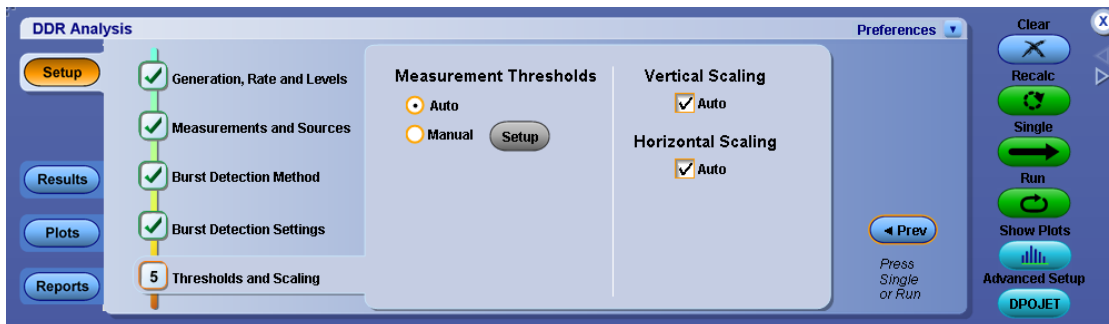 DDR Analysis
Preferences
Clear
X
Setup
Generation, Rate and Levels
Measurements and Sources
Burst Detection Method
Burst Detection Settings
5 Thresholds and Scaling
Results
Plots
Reports
Measurement Thresholds
Auto
Manual
Setup
Vertical Scaling
Auto
Horizontal Scaling
Auto
Prev
Press
Single
or Run
Recalc
Single
Run
Show Plots
Advanced Setup
DPOJET